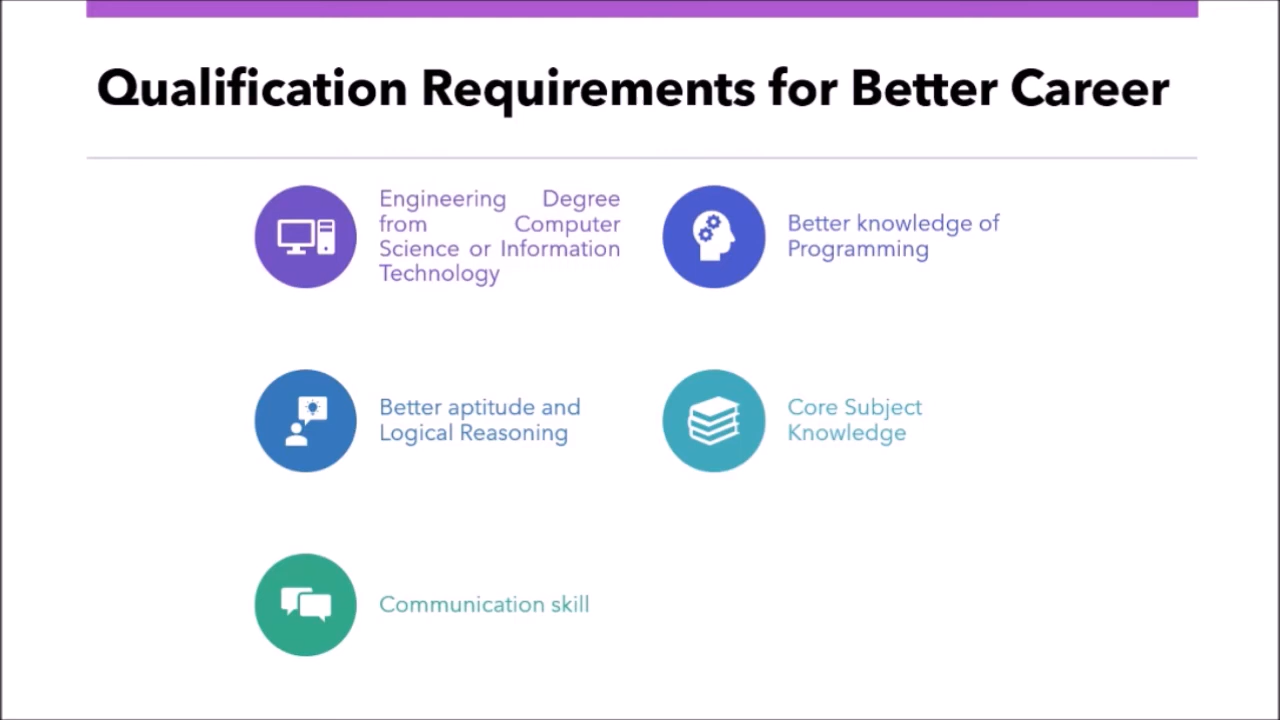 Qualification Requirements for Better Career
Engineering Degree
from Computer
Science or Information
Technology
Better knowledge of
Programming
Better aptitude and
Logical Reasoning
Core Subject
Knowledge
Communication skill